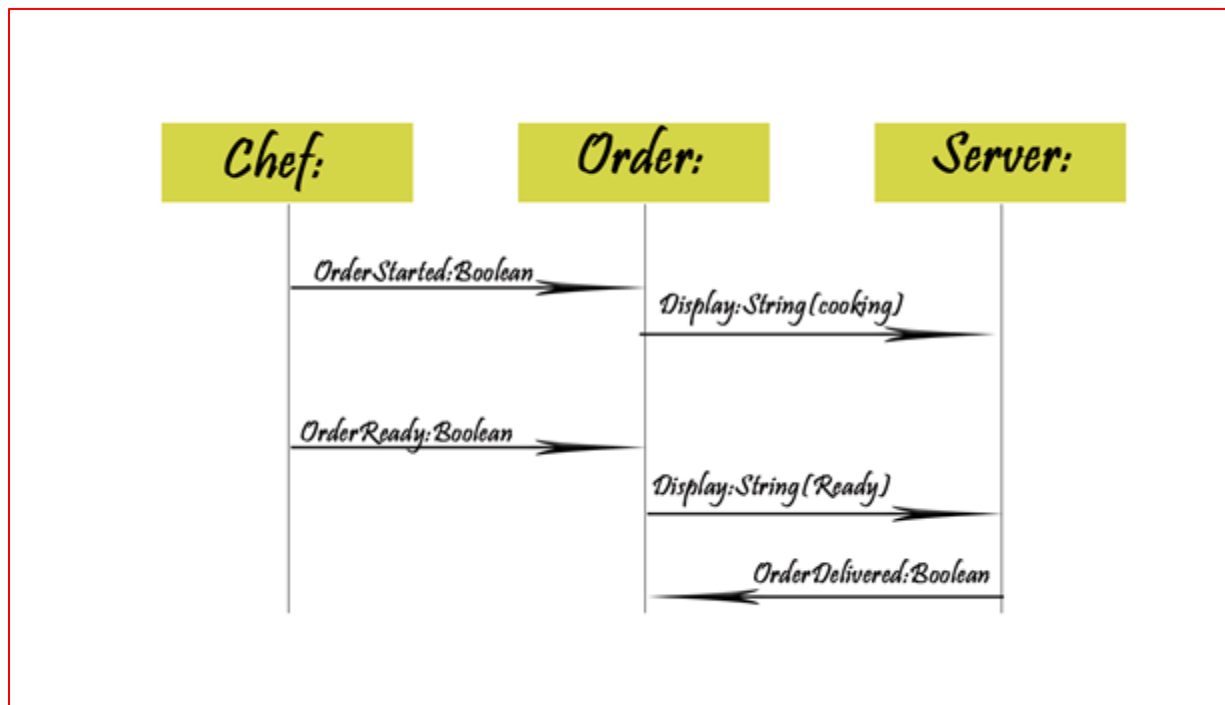 Chef:
Order:
Server:
OrderStarted:Boolean
Display:String(cooking)
OrderReady:Boolean
Display:String(Ready)
OrderDelivered:Boolean